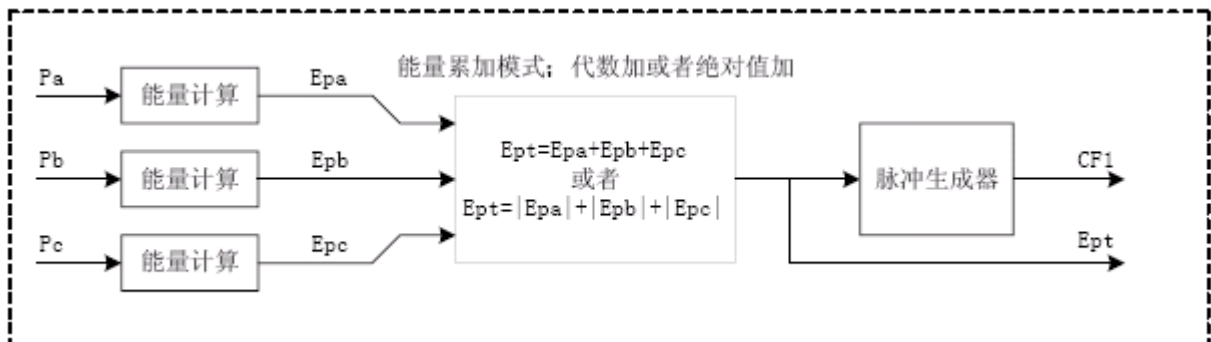 能量累加模式；代数加或者绝对值加
Pa
能量计算
Epa
Pb
能量计算
Epb
Pc
能量计算
Epc
Ept=Epa+Epb+Epc
或者
Ept=|Epa|+|Epb|+|Epc|
脉冲生成器
CF1
Ept